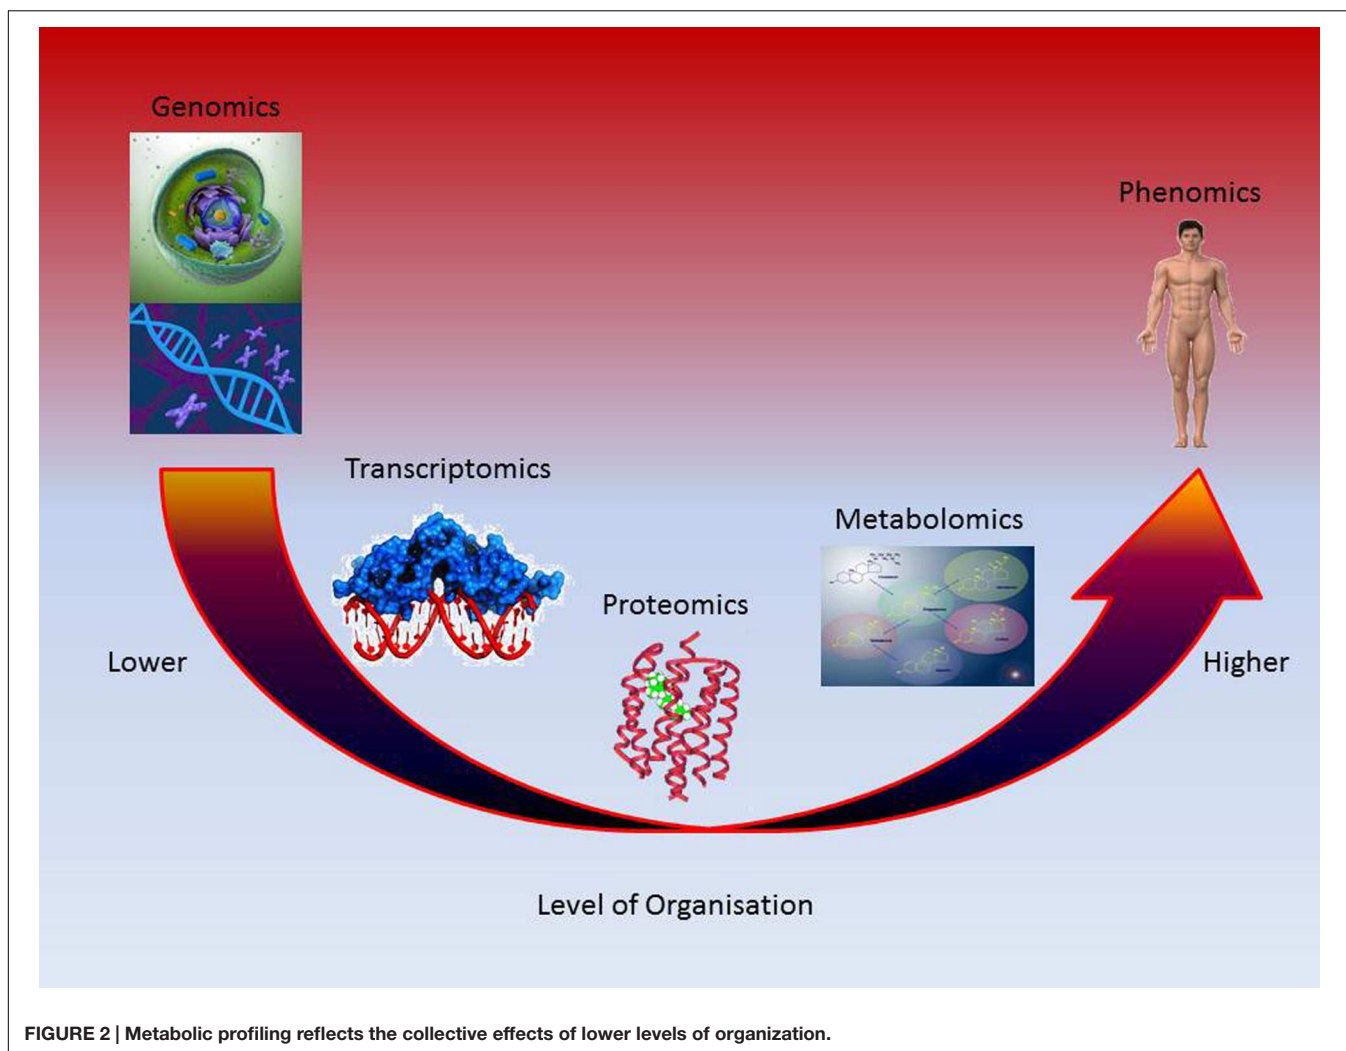 Genomics
Phenomics
Transcriptomics
Metabolomics
Proteomics
Lower
Higher
Level of Organisation
FIGURE 2 | Metabolic profiling reflects the collective effects of lower levels of organization.